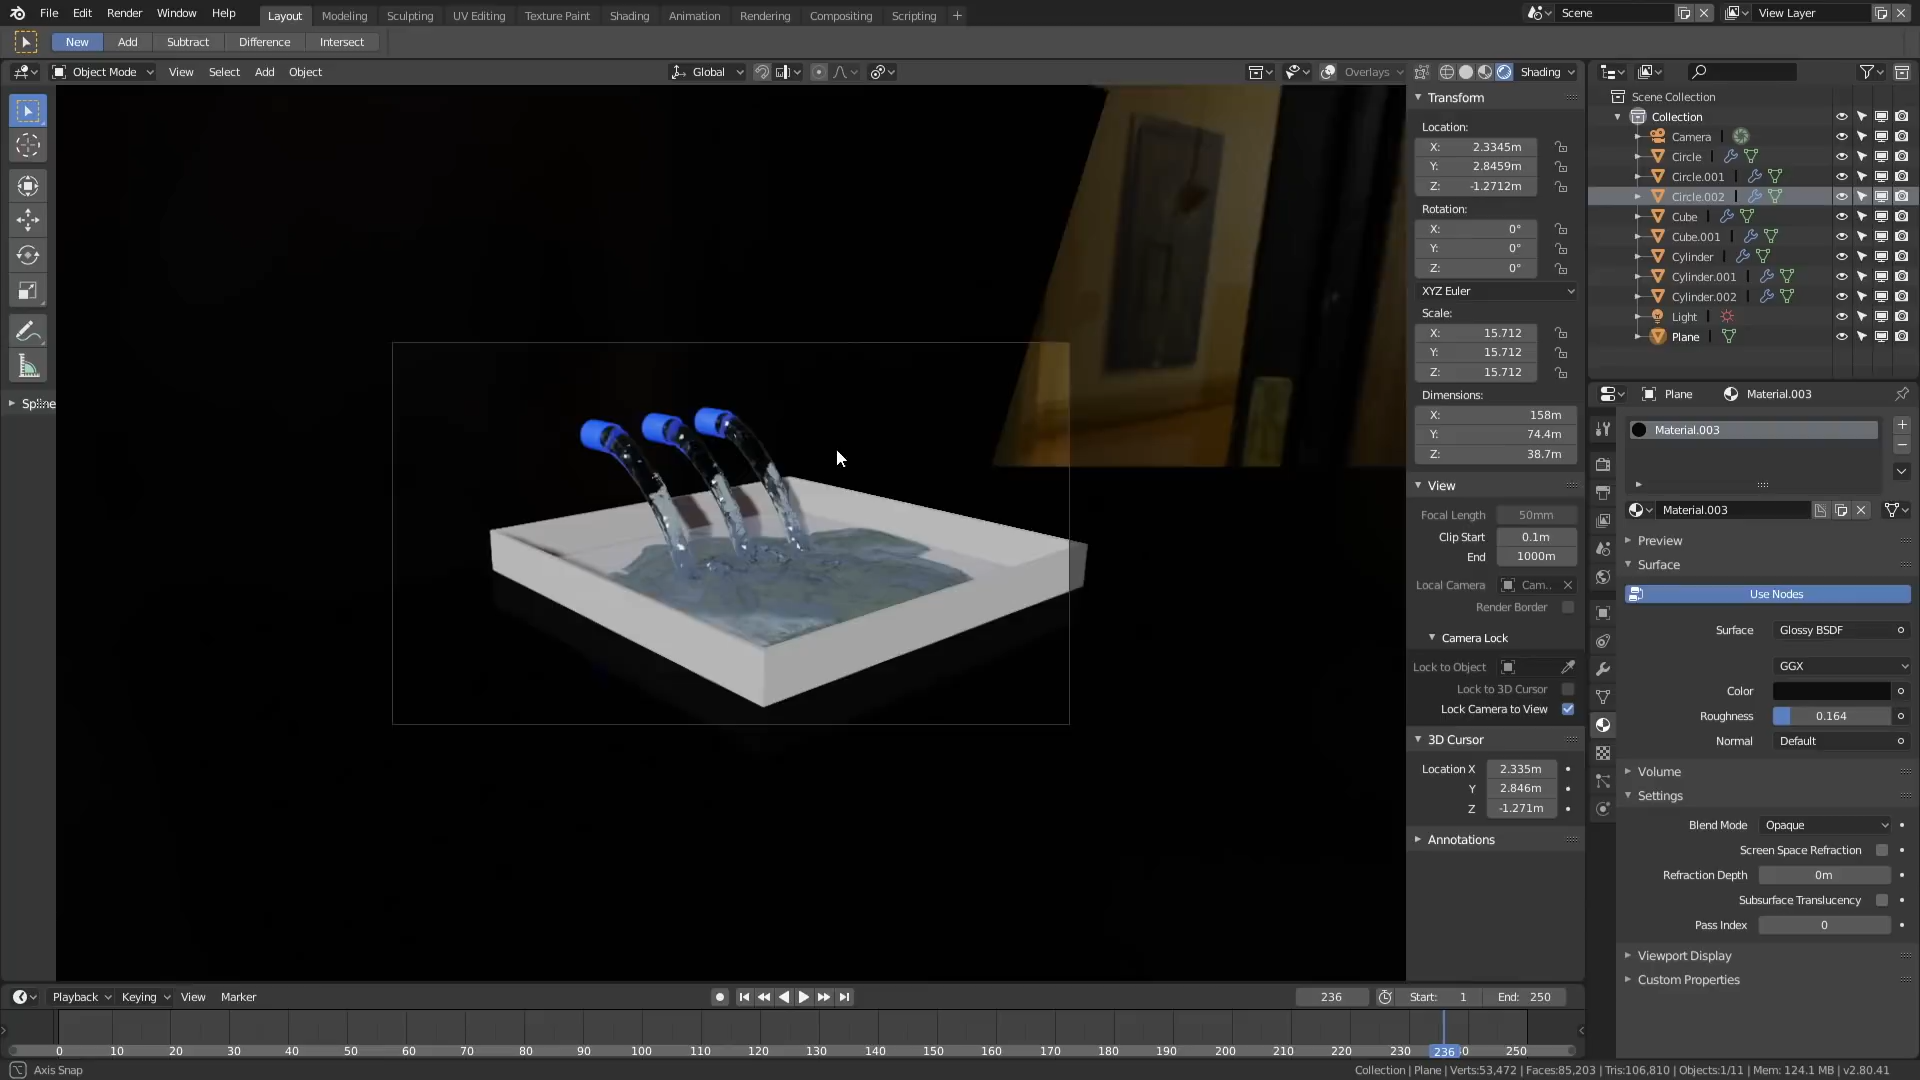 File Edit Render Window Help Layout Modeling Sculpting UV Editing Texture Paint Shading Animation Rendering Compositing Scripting + Scene View Layer
New Add Subtract Difference Intersect
Object Mode View Select Add Object Global Overlays Shading
Transform
Location:
X: 2.3345m
Y: 2.8459m
Z: -1.2712m
Rotation:
X: 0°
Y: 0°
Z: 0°
XYZ Euler
Scale:
X: 15.712
Y: 15.712
Z: 15.712
Dimensions:
X: 158m
Y: 74.4m
Z: 38.7m
View
Focal Length 50mm
Clip Start 0.1m
End 1000m
Local Camera Cam..
Render Border
Camera Lock
Lock to Object
Lock to 3D Cursor
Lock Camera to View
3D Cursor
Location X 2.335m
Y 2.846m
Z -1.271m
Annotations
Scene Collection
Collection
Camera
Circle
Circle.001
Circle.002
Cube
Cube.001
Cylinder
Cylinder.001
Cylinder.002
Light
Plane
Plane Material.003
Material.003
Material.003
Preview
Surface
Use Nodes
Surface Glossy BSDF
GGX
Color
Roughness 0.164
Normal Default
Volume
Settings
Blend Mode Opaque
Screen Space Refraction
Refraction Depth 0m
Subsurface Translucency
Pass Index 0
Viewport Display
Custom Properties
Spline
Playback Keying View Marker 236 Start: 1 End: 250
0 10 20 30 40 50 60 70 80 90 100 110 120 130 140 150 160 170 180 190 200 210 220 230 236 250
Axis Snap Collection | Plane | Verts:53,472 | Faces:85,203 | Tris:106,810 | Objects:1/11 | Mem: 124.1 MB | v2.80.41